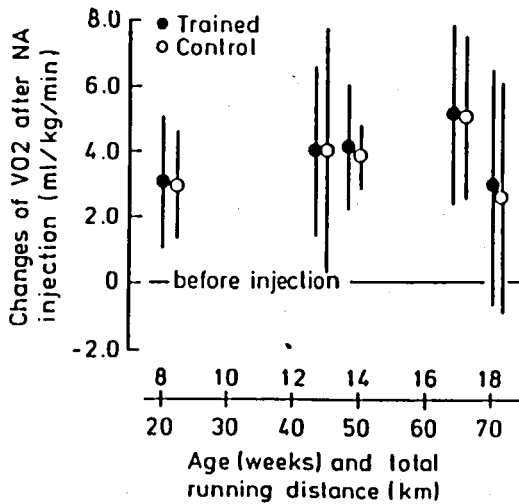 Changes of VO2 after NA
injection (ml/kg/min)
8.0
6.0
4.0
2.0
0
-2.0
Trained
Control
before injection
8 10 12 14 16 18
20 30 40 50 60 70
Age (weeks) and total
running distance (km)